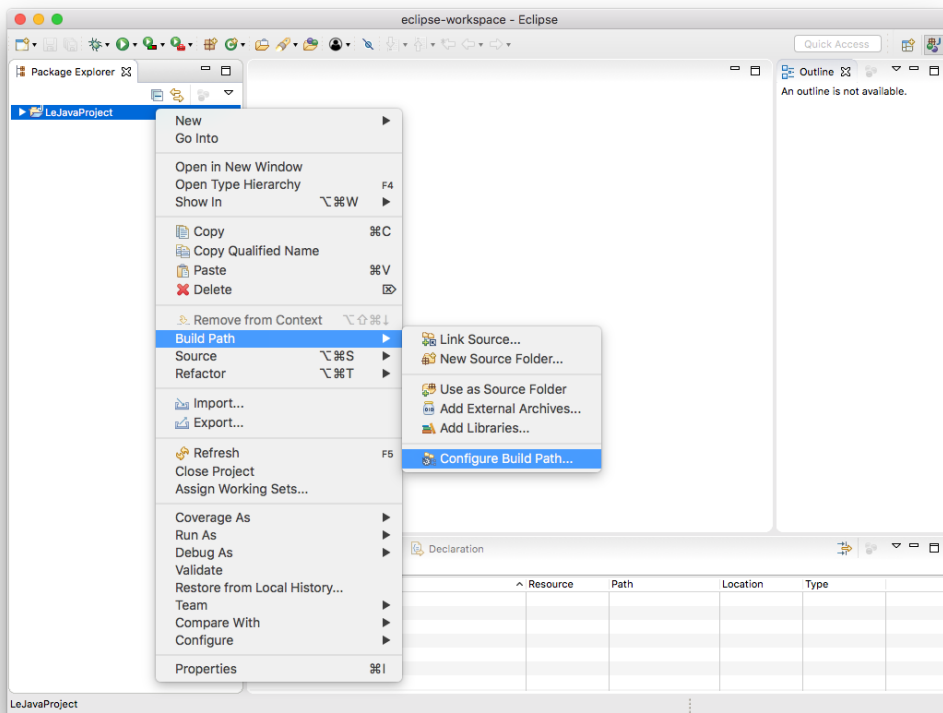 eclipse-workspace - Eclipse
Quick Access
Package Explorer
Outline
An outline is not available.
LeJavaProject
New
Go Into
Open in New Window
Open Type Hierarchy F4
Show In ⌥⌘W
Copy ⌘C
Copy Qualified Name
Paste ⌘V
Delete ⌦
Remove from Context ⌥⇧⌘↓
Build Path
Source ⌥⌘S
Refactor ⌥⌘T
Import...
Export...
Refresh F5
Close Project
Assign Working Sets...
Coverage As
Run As
Debug As
Validate
Restore from Local History...
Team
Compare With
Configure
Properties ⌘I
Link Source...
New Source Folder...
Use as Source Folder
Add External Archives...
Add Libraries...
Configure Build Path...
Declaration
Resource Path Location Type
LeJavaProject